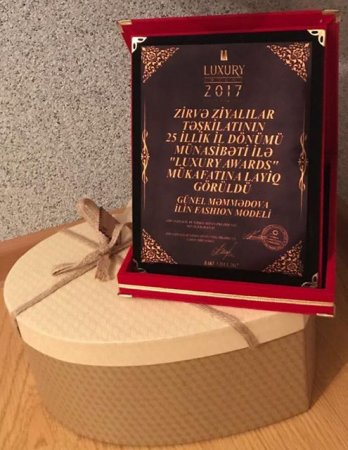 LUXURY
2017
ZİRVƏ ZİYALILAR
TƏŞKİLATININ
25 İLLİK İL DÖNÜMÜ
MÜNASİBƏTİ İLƏ
"LUXURY AWARDS"
MÜKAFATINA LAYİQ
GÖRÜLDÜ
GÜNEL MƏMMƏDOVA
İLİN FASHION MODELİ